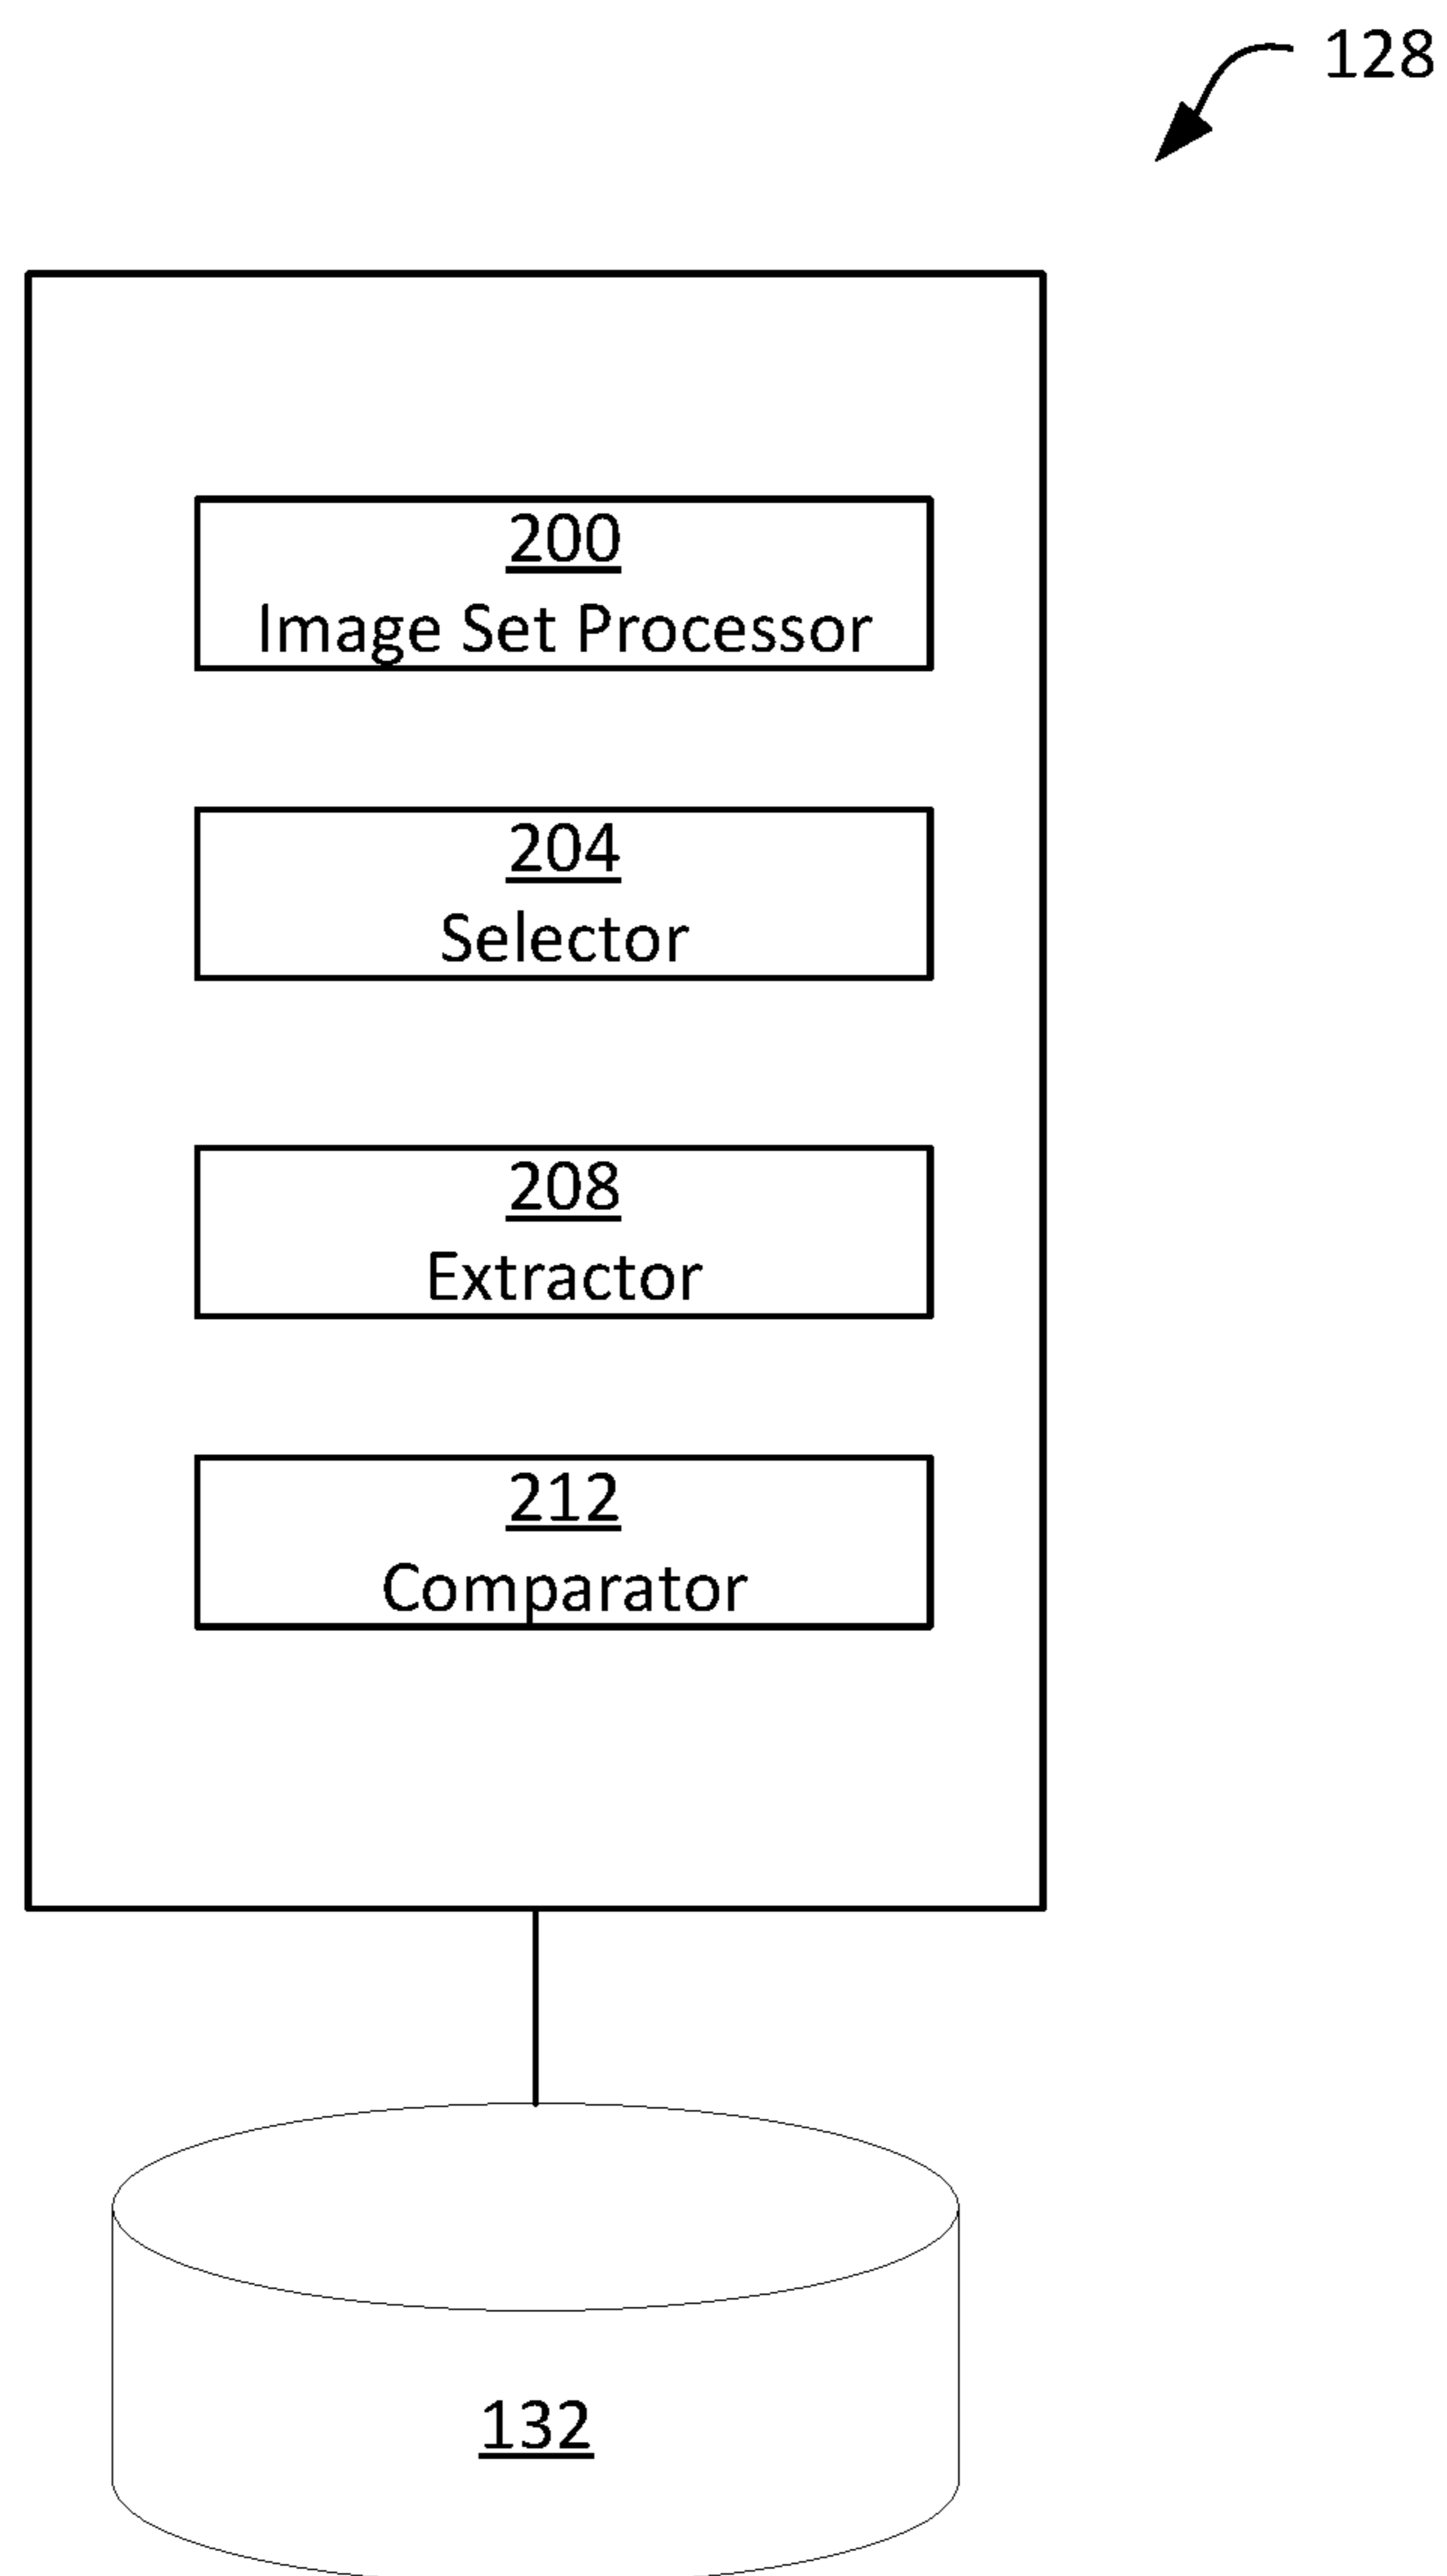 128
200
Image Set Processor
204
Selector
208
Extractor
212
Comparator
132